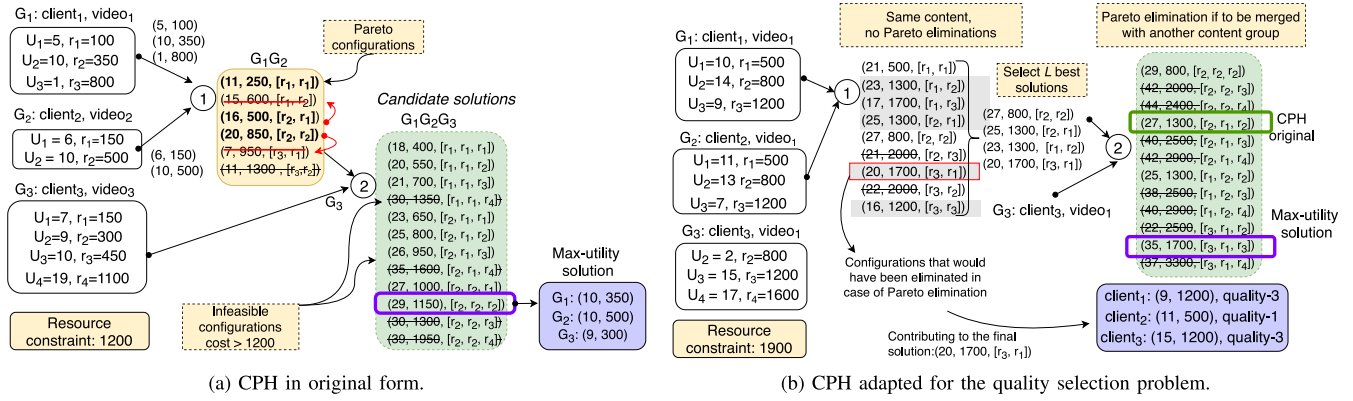 G1: client1, video1
U1=5, r1=100
U2=10, r2=350
U3=1, r3=800
(5, 100)
(10, 350)
(1, 800)
G2: client2, video2
U1 = 6, r1=150
U2 = 10, r2=500
(6, 150)
(10, 500)
G3: client3, video3
U1=7, r1=150
U2=9, r2=300
U3=10, r3=450
U4=19, r4=1100
Resource
constraint: 1200
1
Pareto
configurations
G1G2
(11, 250, [r1, r1])
(15, 600, [r1, r2])
(16, 500, [r2, r1])
(20, 850, [r2, r2])
(7, 950, [r3, r1])
(11, 1300 , [r3,r2])
2
G3
Infeasible
configurations
cost > 1200
Candidate solutions
G1G2G3
(18, 400, [r1, r1, r1])
(20, 550, [r1, r1, r2])
(21, 700, [r1, r1, r3])
(30, 1350, [r1, r1, r4])
(23, 650, [r2, r1, r1])
(25, 800, [r2, r1, r2])
(26, 950, [r2, r1, r3])
(35, 1600, [r2, r1, r4])
(27, 1000, [r2, r2, r1])
(29, 1150), [r2, r2, r2])
(30, 1300, [r2, r2, r3])
(39, 1950, [r2, r2, r4])
Max-utility
solution
G1: (10, 350)
G2: (10, 500)
G3: (9, 300)
(a) CPH in original form.
G1: client1, video1
U1=10, r1=500
U2=14, r2=800
U3=9, r3=1200
G2: client2, video1
U1=11, r1=500
U2=13 r2=800
U3=7, r3=1200
G3: client3, video1
U2 = 2, r2=800
U3 = 15, r3=1200
U4 = 17, r4=1600
Resource
constraint: 1900
1
Same content,
no Pareto eliminations
(21, 500, [r1, r1])
(23, 1300, [r1, r2])
(17, 1700, [r1, r3])
(25, 1300, [r2, r1])
(27, 800, [r2, r2])
(21, 2000, [r2, r3])
(20, 1700, [r3, r1])
(22, 2000, [r3, r2])
(16, 1200, [r3, r3])
Configurations that would
have been eliminated in
case of Pareto elimination
Contributing to the final
solution:(20, 1700, [r3, r1])
Select L best
solutions
(27, 800, [r2, r2])
(25, 1300, [r2, r1])
(23, 1300, [r1, r2])
(20, 1700, [r3, r1])
2
G3: client3, video1
Pareto elimination if to be merged
with another content group
(29, 800, [r2, r2, r2])
(42, 2000, [r2, r2, r3])
(44, 2400, [r2, r2, r4])
(27, 1300, [r2, r1, r2])
(40, 2500, [r2, r1, r3])
(42, 2900, [r2, r1, r4])
(25, 1300, [r1, r2, r2])
(38, 2500, [r1, r2, r3])
(40, 2900, [r1, r2, r4])
(22, 2500, [r3, r1, r2])
(35, 1700, [r3, r1, r3])
(37, 3300, [r3, r1, r4])
CPH
original
Max-utility
solution
client1: (9, 1200), quality-3
client2: (11, 500), quality-1
client3: (15, 1200), quality-3
(b) CPH adapted for the quality selection problem.